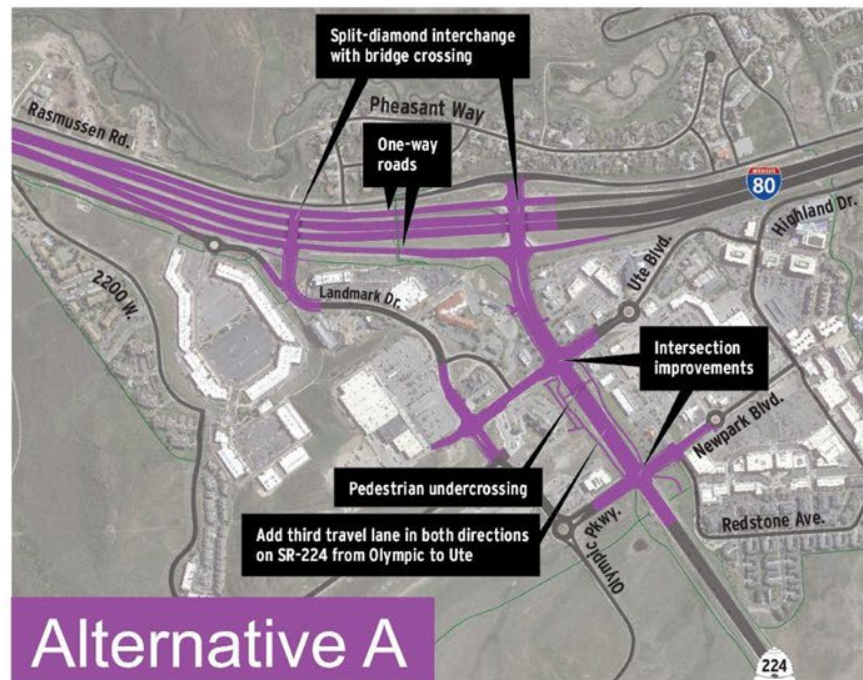 Split-diamond interchange
with bridge crossing
Pheasant Way
Rasmussen Rd.
One-way
roads
INTERSTATE
80
Highland Dr.
Ute Blvd.
2200 W.
Landmark Dr.
Intersection
improvements
Newpark Blvd.
Pedestrian undercrossing
Redstone Ave.
Add third travel lane in both directions
on SR-224 from Olympic to Ute
Olympic Pkwy.
Alternative A
224